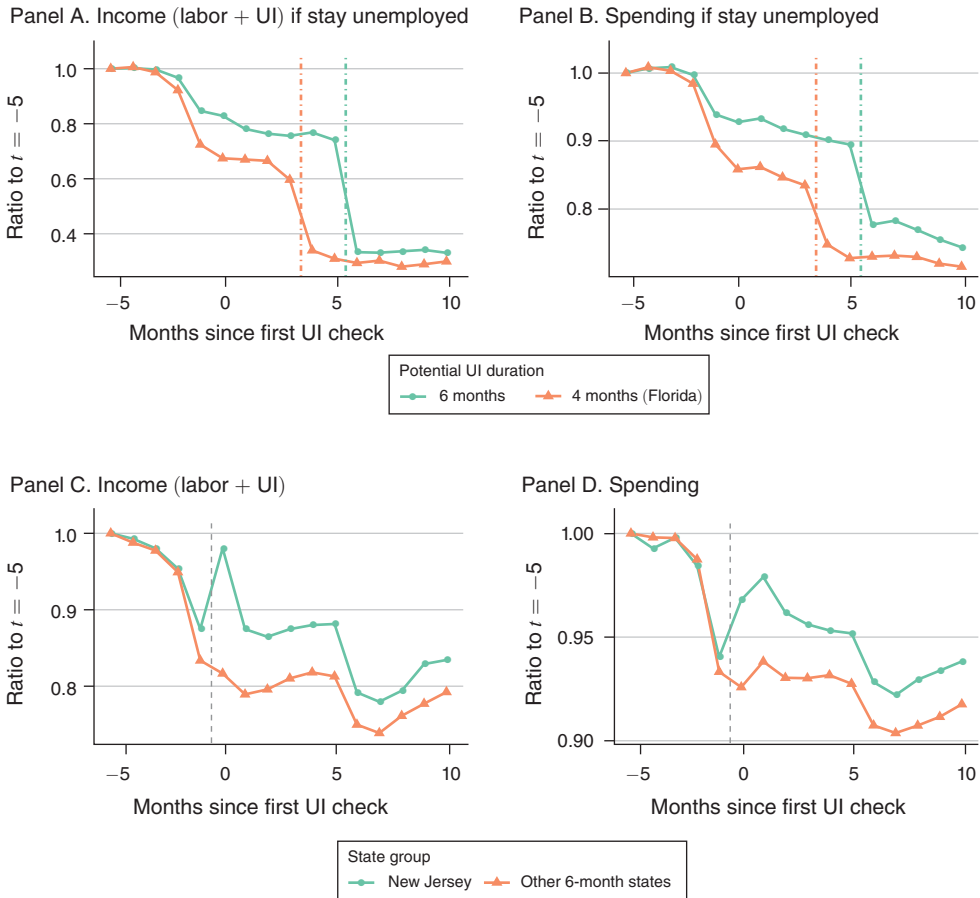 Panel A. Income (labor + UI) if stay unemployed
Panel B. Spending if stay unemployed
Ratio to t = −5
1.0
0.8
0.6
0.4
−5 0 5 10
Months since first UI check
Ratio to t = −5
1.0
0.9
0.8
−5 0 5 10
Months since first UI check
Potential UI duration
6 months 4 months (Florida)
Panel C. Income (labor + UI)
Panel D. Spending
Ratio to t = −5
1.0
0.9
0.8
−5 0 5 10
Months since first UI check
Ratio to t = −5
1.00
0.95
0.90
−5 0 5 10
Months since first UI check
State group
New Jersey Other 6-month states